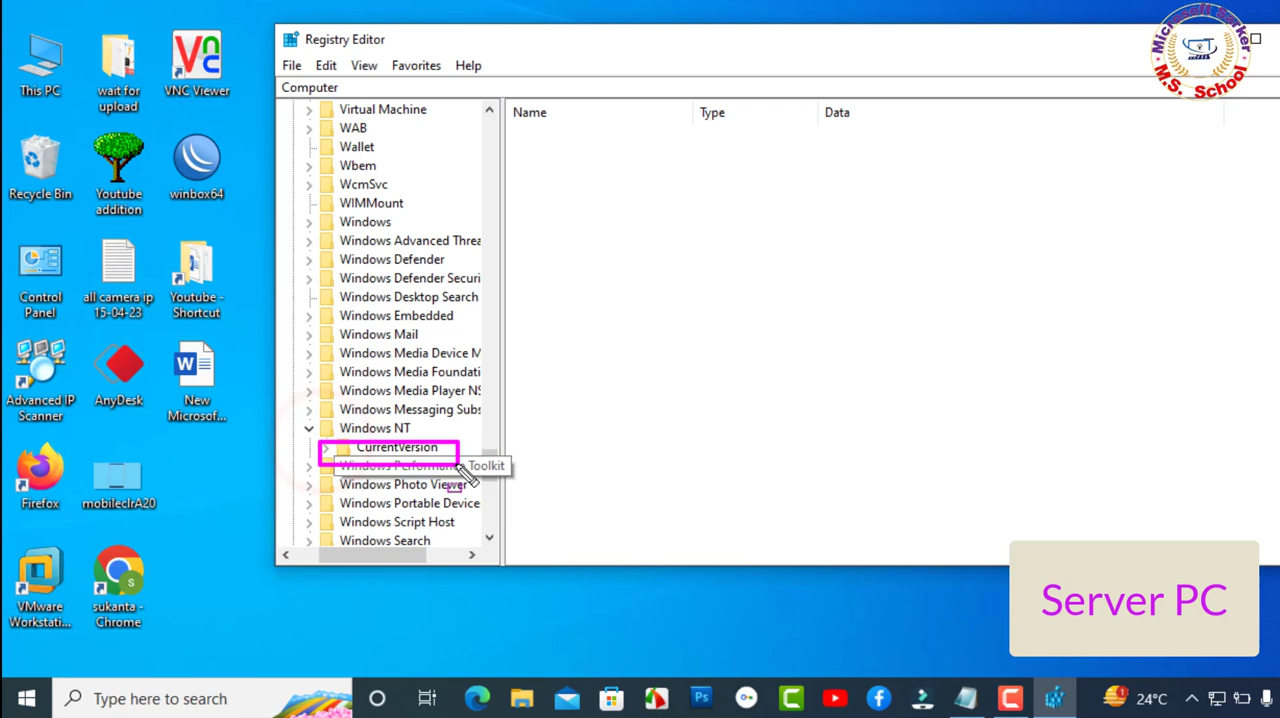 This PC
wait for
upload
VNC Viewer
Recycle Bin
Youtube
addition
winbox64
Control
Panel
all camera ip
15-04-23
Youtube -
Shortcut
Advanced IP
Scanner
AnyDesk
New
Microsof...
Firefox
mobileclrA20
VMware
Workstati...
sukanta -
Chrome
Registry Editor
File Edit View Favorites Help
Computer
Virtual Machine
WAB
Wallet
Wbem
WcmSvc
WIMMount
Windows
Windows Advanced Threa
Windows Defender
Windows Defender Securi
Windows Desktop Search
Windows Embedded
Windows Mail
Windows Media Device M
Windows Media Foundati
Windows Media Player NS
Windows Messaging Subs
Windows NT
CurrentVersion
Windows Performance Toolkit
Windows Photo Viewer
Windows Portable Device
Windows Script Host
Windows Search
Name Type Data
Microsoft Sarker
M.S. School
Server PC
Type here to search
24°C